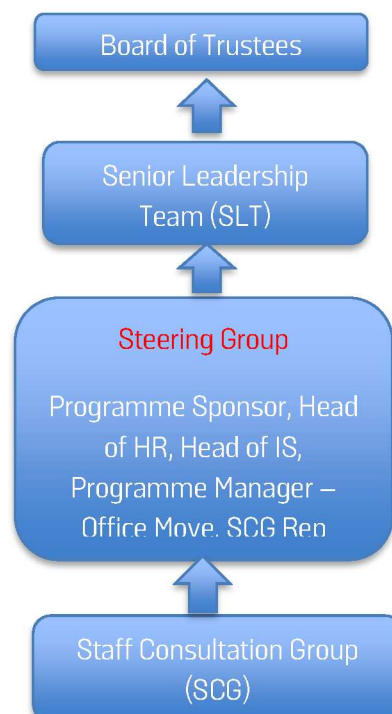 Board of Trustees
Senior Leadership
Team (SLT)
Steering Group
Programme Sponsor, Head
of HR, Head of IS,
Programme Manager –
Office Move. SCG Rep
Staff Consultation Group
(SCG)